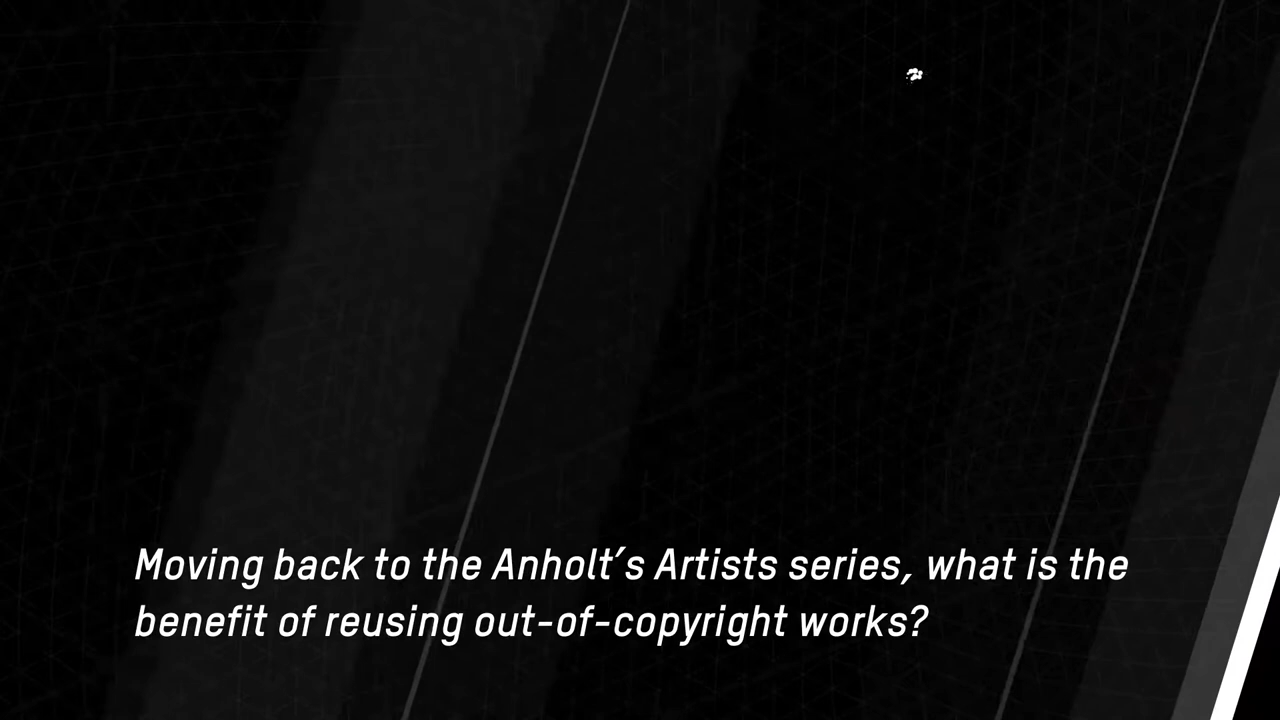 Moving back to the Anholt's Artists series, what is the
benefit of reusing out-of-copyright works?